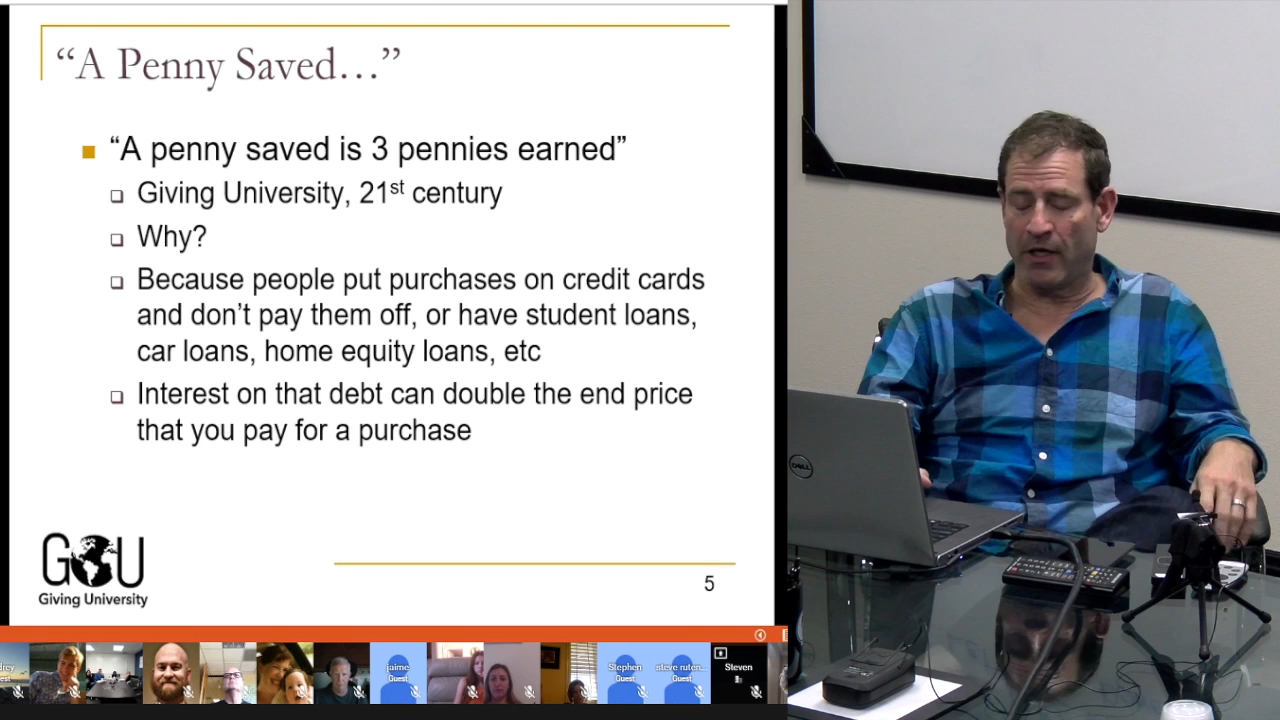 “A Penny Saved…”
“A penny saved is 3 pennies earned”
Giving University, 21st century
Why?
Because people put purchases on credit cards
and don’t pay them off, or have student loans,
car loans, home equity loans, etc
Interest on that debt can double the end price
that you pay for a purchase
GU
Giving University
5
DELL
jaime
Guest
Stephen
Guest
steve ruten...
Guest
Steven